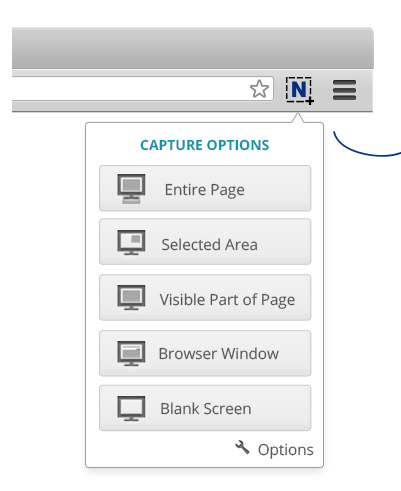 N
CAPTURE OPTIONS
Entire Page
Selected Area
Visible Part of Page
Browser Window
Blank Screen
Options